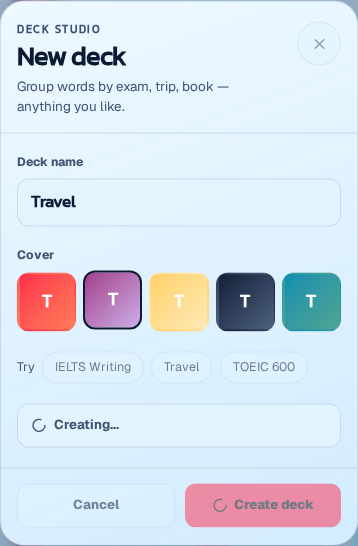 DECK STUDIO
New deck
Group words by exam, trip, book —
anything you like.
Deck name
Travel
Cover
T T T T T
Try IELTS Writing Travel TOEIC 600
Creating...
Cancel Create deck